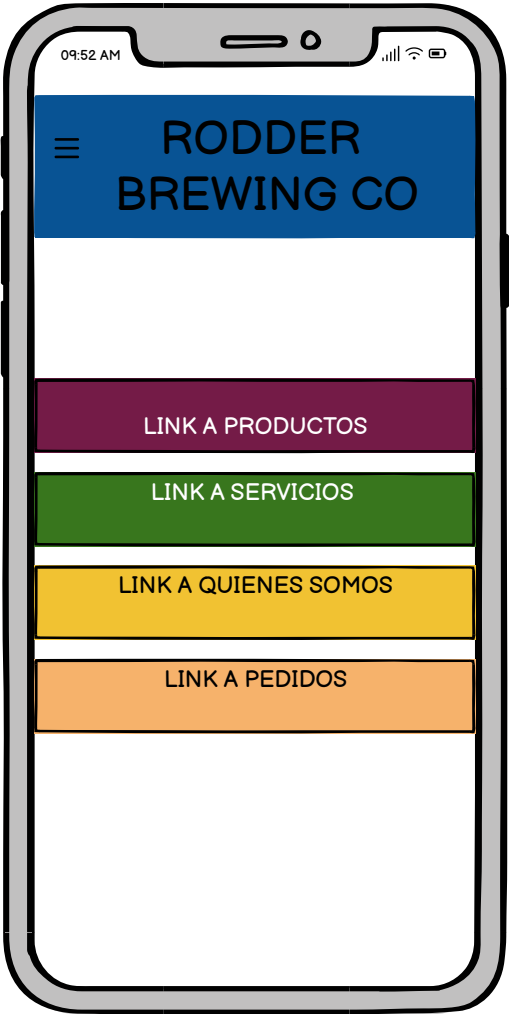 09:52 AM
RODDER
BREWING CO
LINK A PRODUCTOS
LINK A SERVICIOS
LINK A QUIENES SOMOS
LINK A PEDIDOS